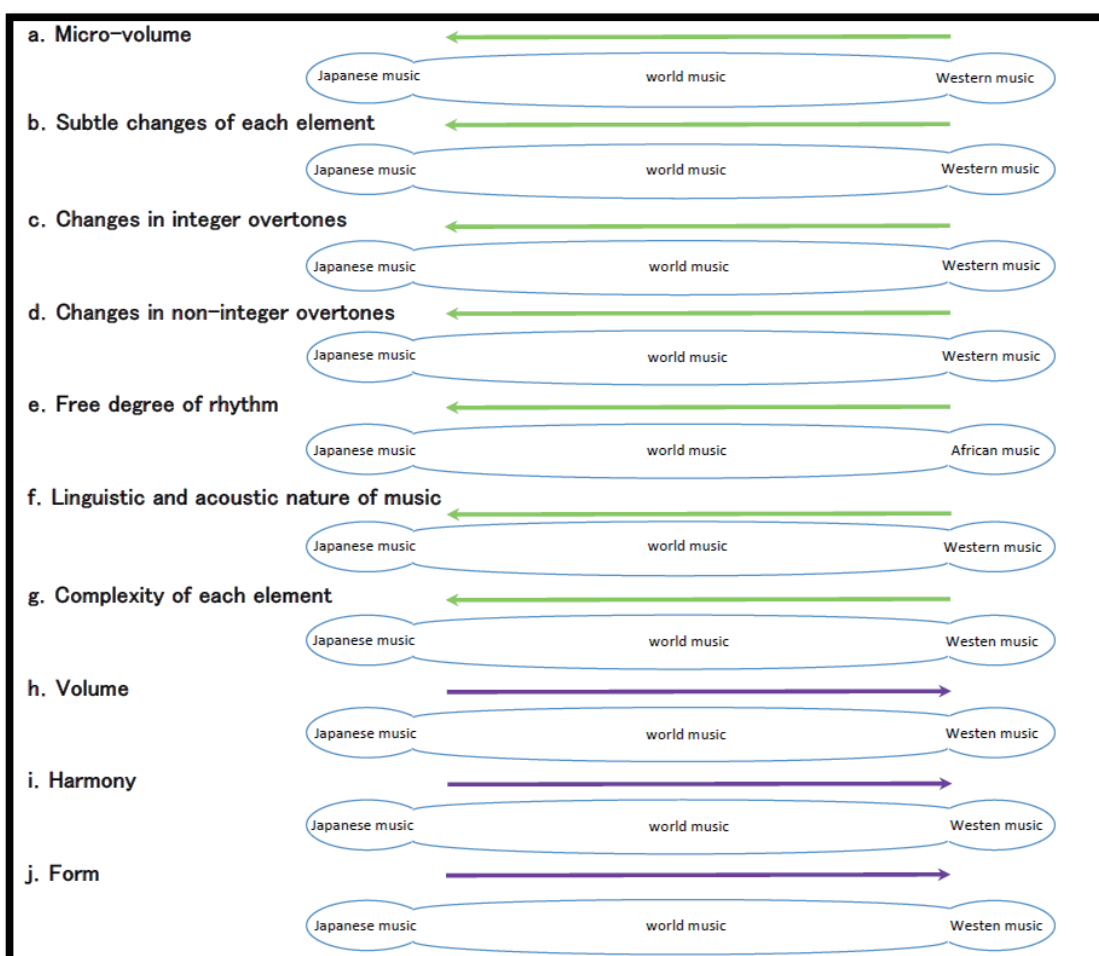 a. Micro-volume
Japanese music world music Western music
b. Subtle changes of each element
Japanese music world music Western music
c. Changes in integer overtones
Japanese music world music Western music
d. Changes in non-integer overtones
Japanese music world music Western music
e. Free degree of rhythm
Japanese music world music African music
f. Linguistic and acoustic nature of music
Japanese music world music Western music
g. Complexity of each element
Japanese music world music Westen music
h. Volume
Japanese music world music Westen music
i. Harmony
Japanese music world music Westen music
j. Form
Japanese music world music Westen music